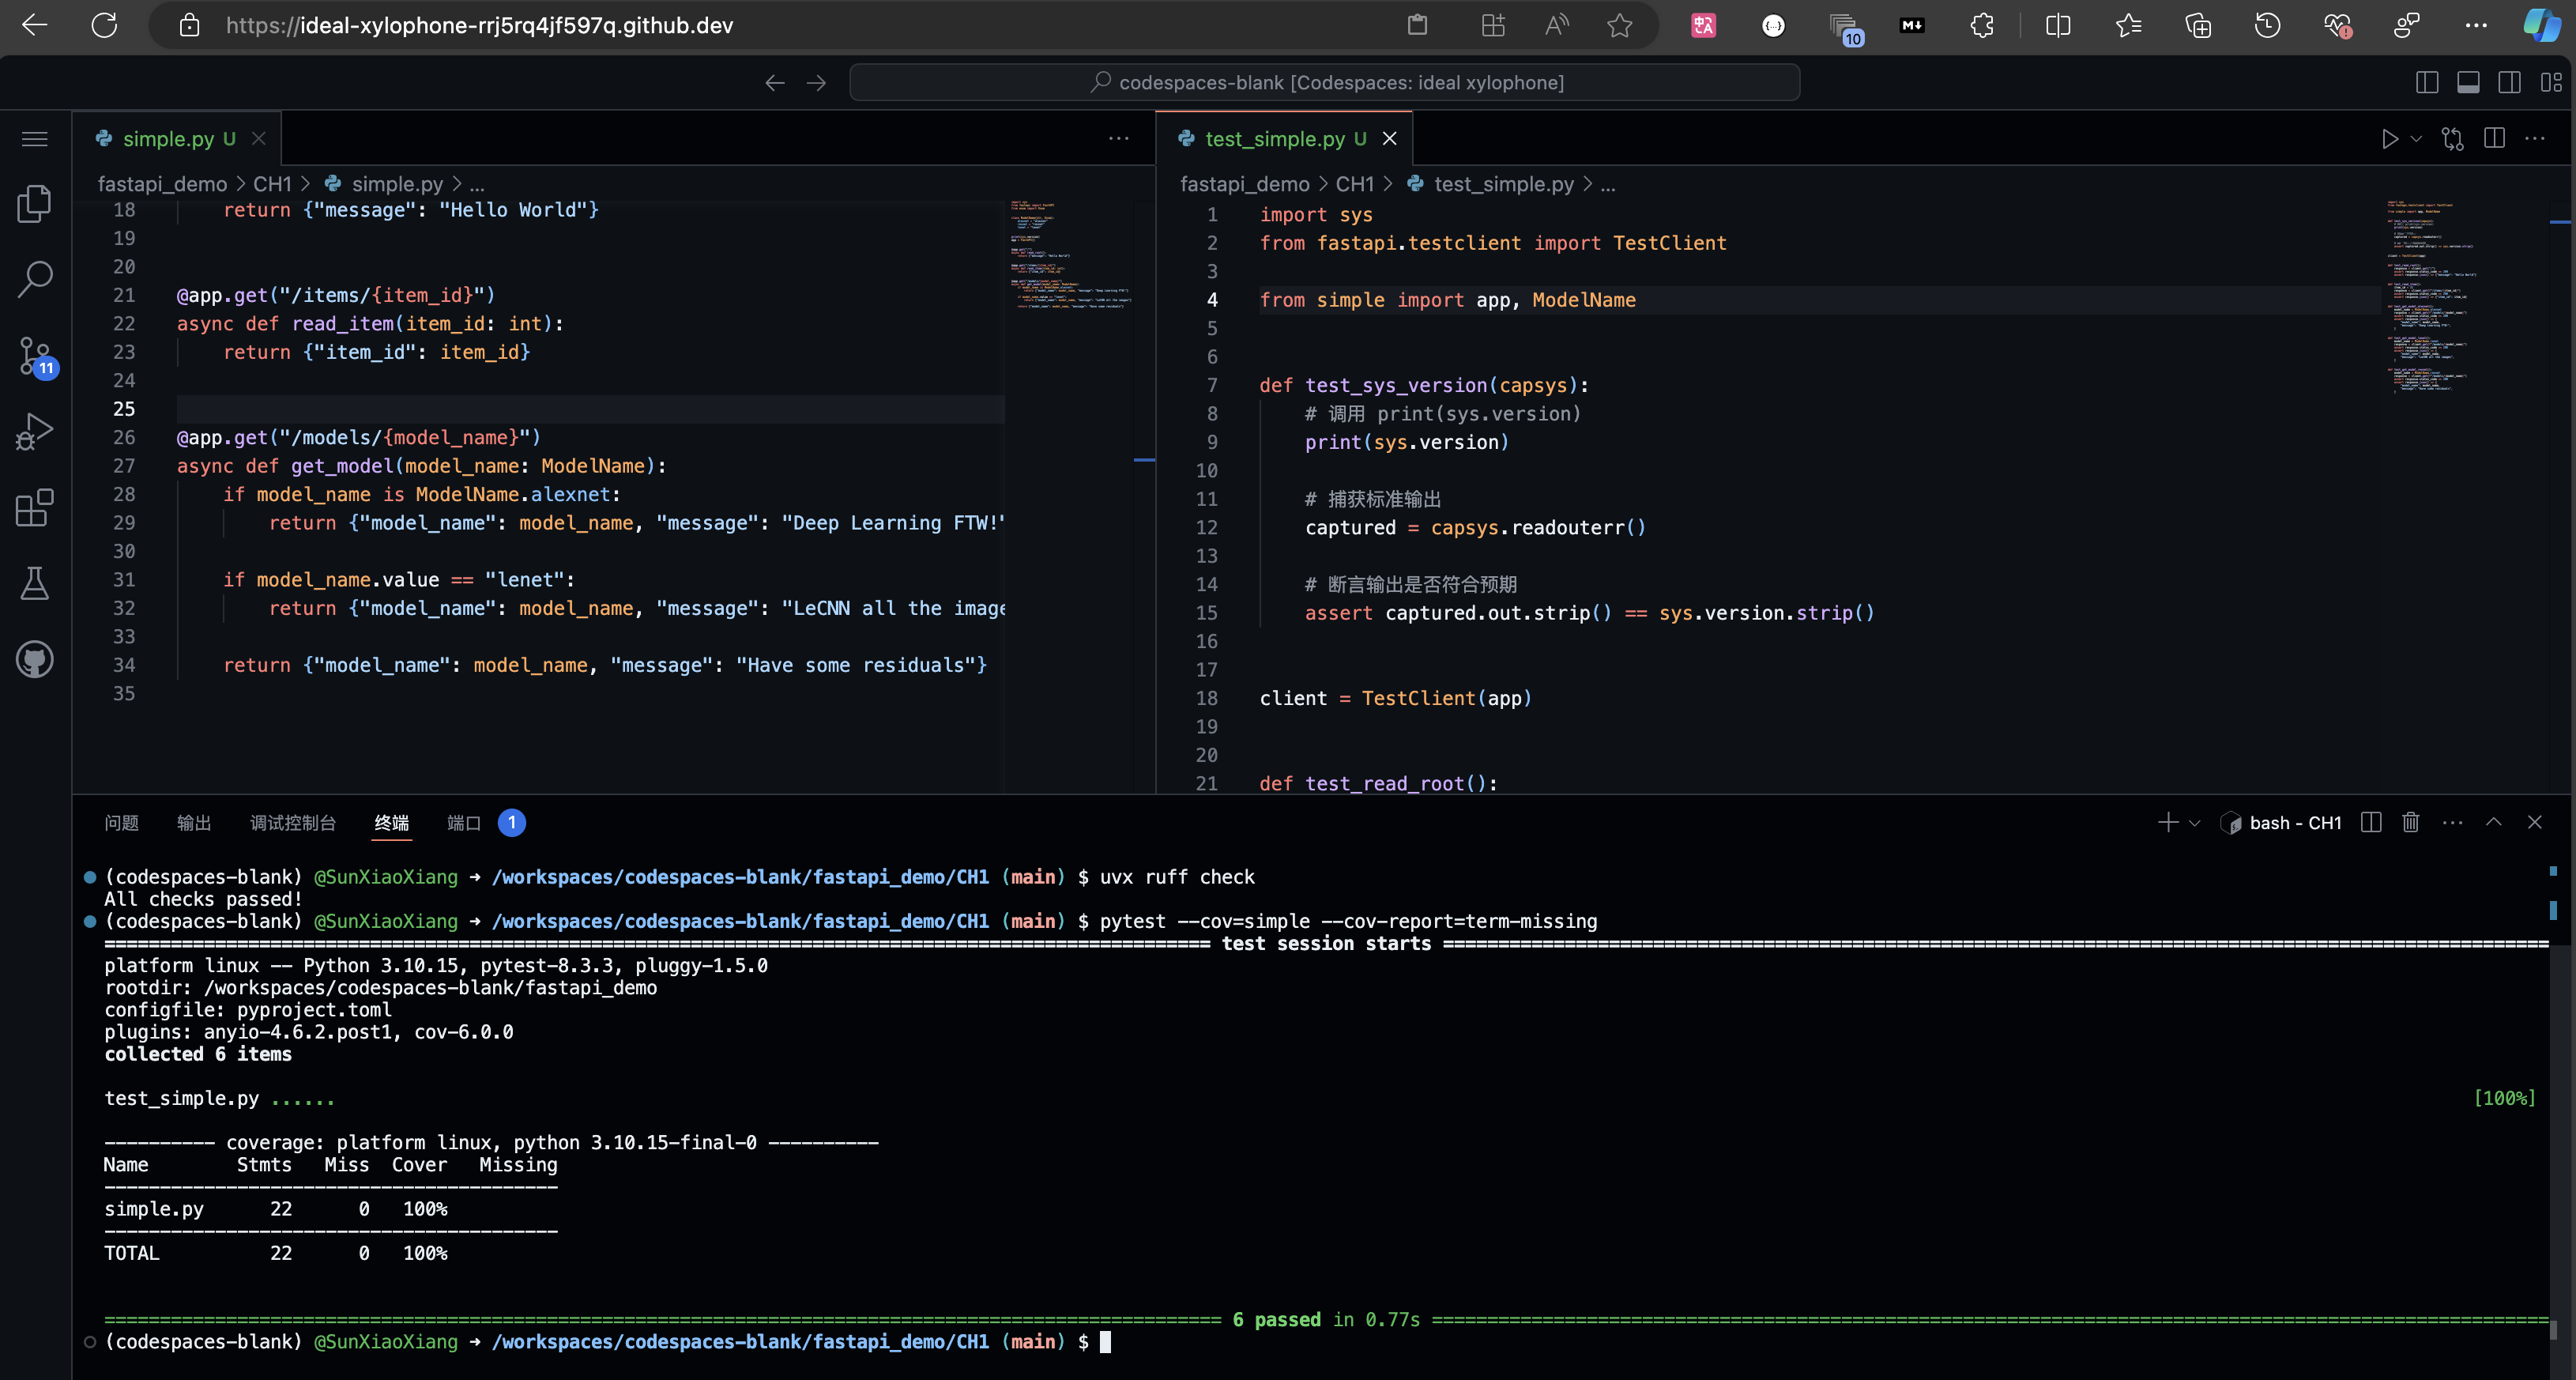 https://ideal-xylophone-rrj5rq4jf597q.github.dev
10
codespaces-blank [Codespaces: ideal xylophone]
simple.py U
fastapi_demo > CH1 > simple.py > ...
18 return {"message": "Hello World"}
19
20
21 @app.get("/items/{item_id}")
22 async def read_item(item_id: int):
23 return {"item_id": item_id}
24
25
26 @app.get("/models/{model_name}")
27 async def get_model(model_name: ModelName):
28 if model_name is ModelName.alexnet:
29 return {"model_name": model_name, "message": "Deep Learning FTW!"
30
31 if model_name.value == "lenet":
32 return {"model_name": model_name, "message": "LeCNN all the image
33
34 return {"model_name": model_name, "message": "Have some residuals"}
35
test_simple.py U
fastapi_demo > CH1 > test_simple.py > ...
1 import sys
2 from fastapi.testclient import TestClient
3
4 from simple import app, ModelName
5
6
7 def test_sys_version(capsys):
8 # 调用 print(sys.version)
9 print(sys.version)
10
11 # 捕获标准输出
12 captured = capsys.readouterr()
13
14 # 断言输出是否符合预期
15 assert captured.out.strip() == sys.version.strip()
16
17
18 client = TestClient(app)
19
20
21 def test_read_root():
11
问题 输出 调试控制台 终端 端口 1
bash - CH1
(codespaces-blank) @SunXiaoXiang ➜ /workspaces/codespaces-blank/fastapi_demo/CH1 (main) $ uvx ruff check
All checks passed!
(codespaces-blank) @SunXiaoXiang ➜ /workspaces/codespaces-blank/fastapi_demo/CH1 (main) $ pytest --cov=simple --cov-report=term-missing
test session starts
platform linux -- Python 3.10.15, pytest-8.3.3, pluggy-1.5.0
rootdir: /workspaces/codespaces-blank/fastapi_demo
configfile: pyproject.toml
plugins: anyio-4.6.2.post1, cov-6.0.0
collected 6 items
test_simple.py ...... [100%]
---------- coverage: platform linux, python 3.10.15-final-0 ----------
Name Stmts Miss Cover Missing
simple.py 22 0 100%
TOTAL 22 0 100%
6 passed in 0.77s
(codespaces-blank) @SunXiaoXiang ➜ /workspaces/codespaces-blank/fastapi_demo/CH1 (main) $